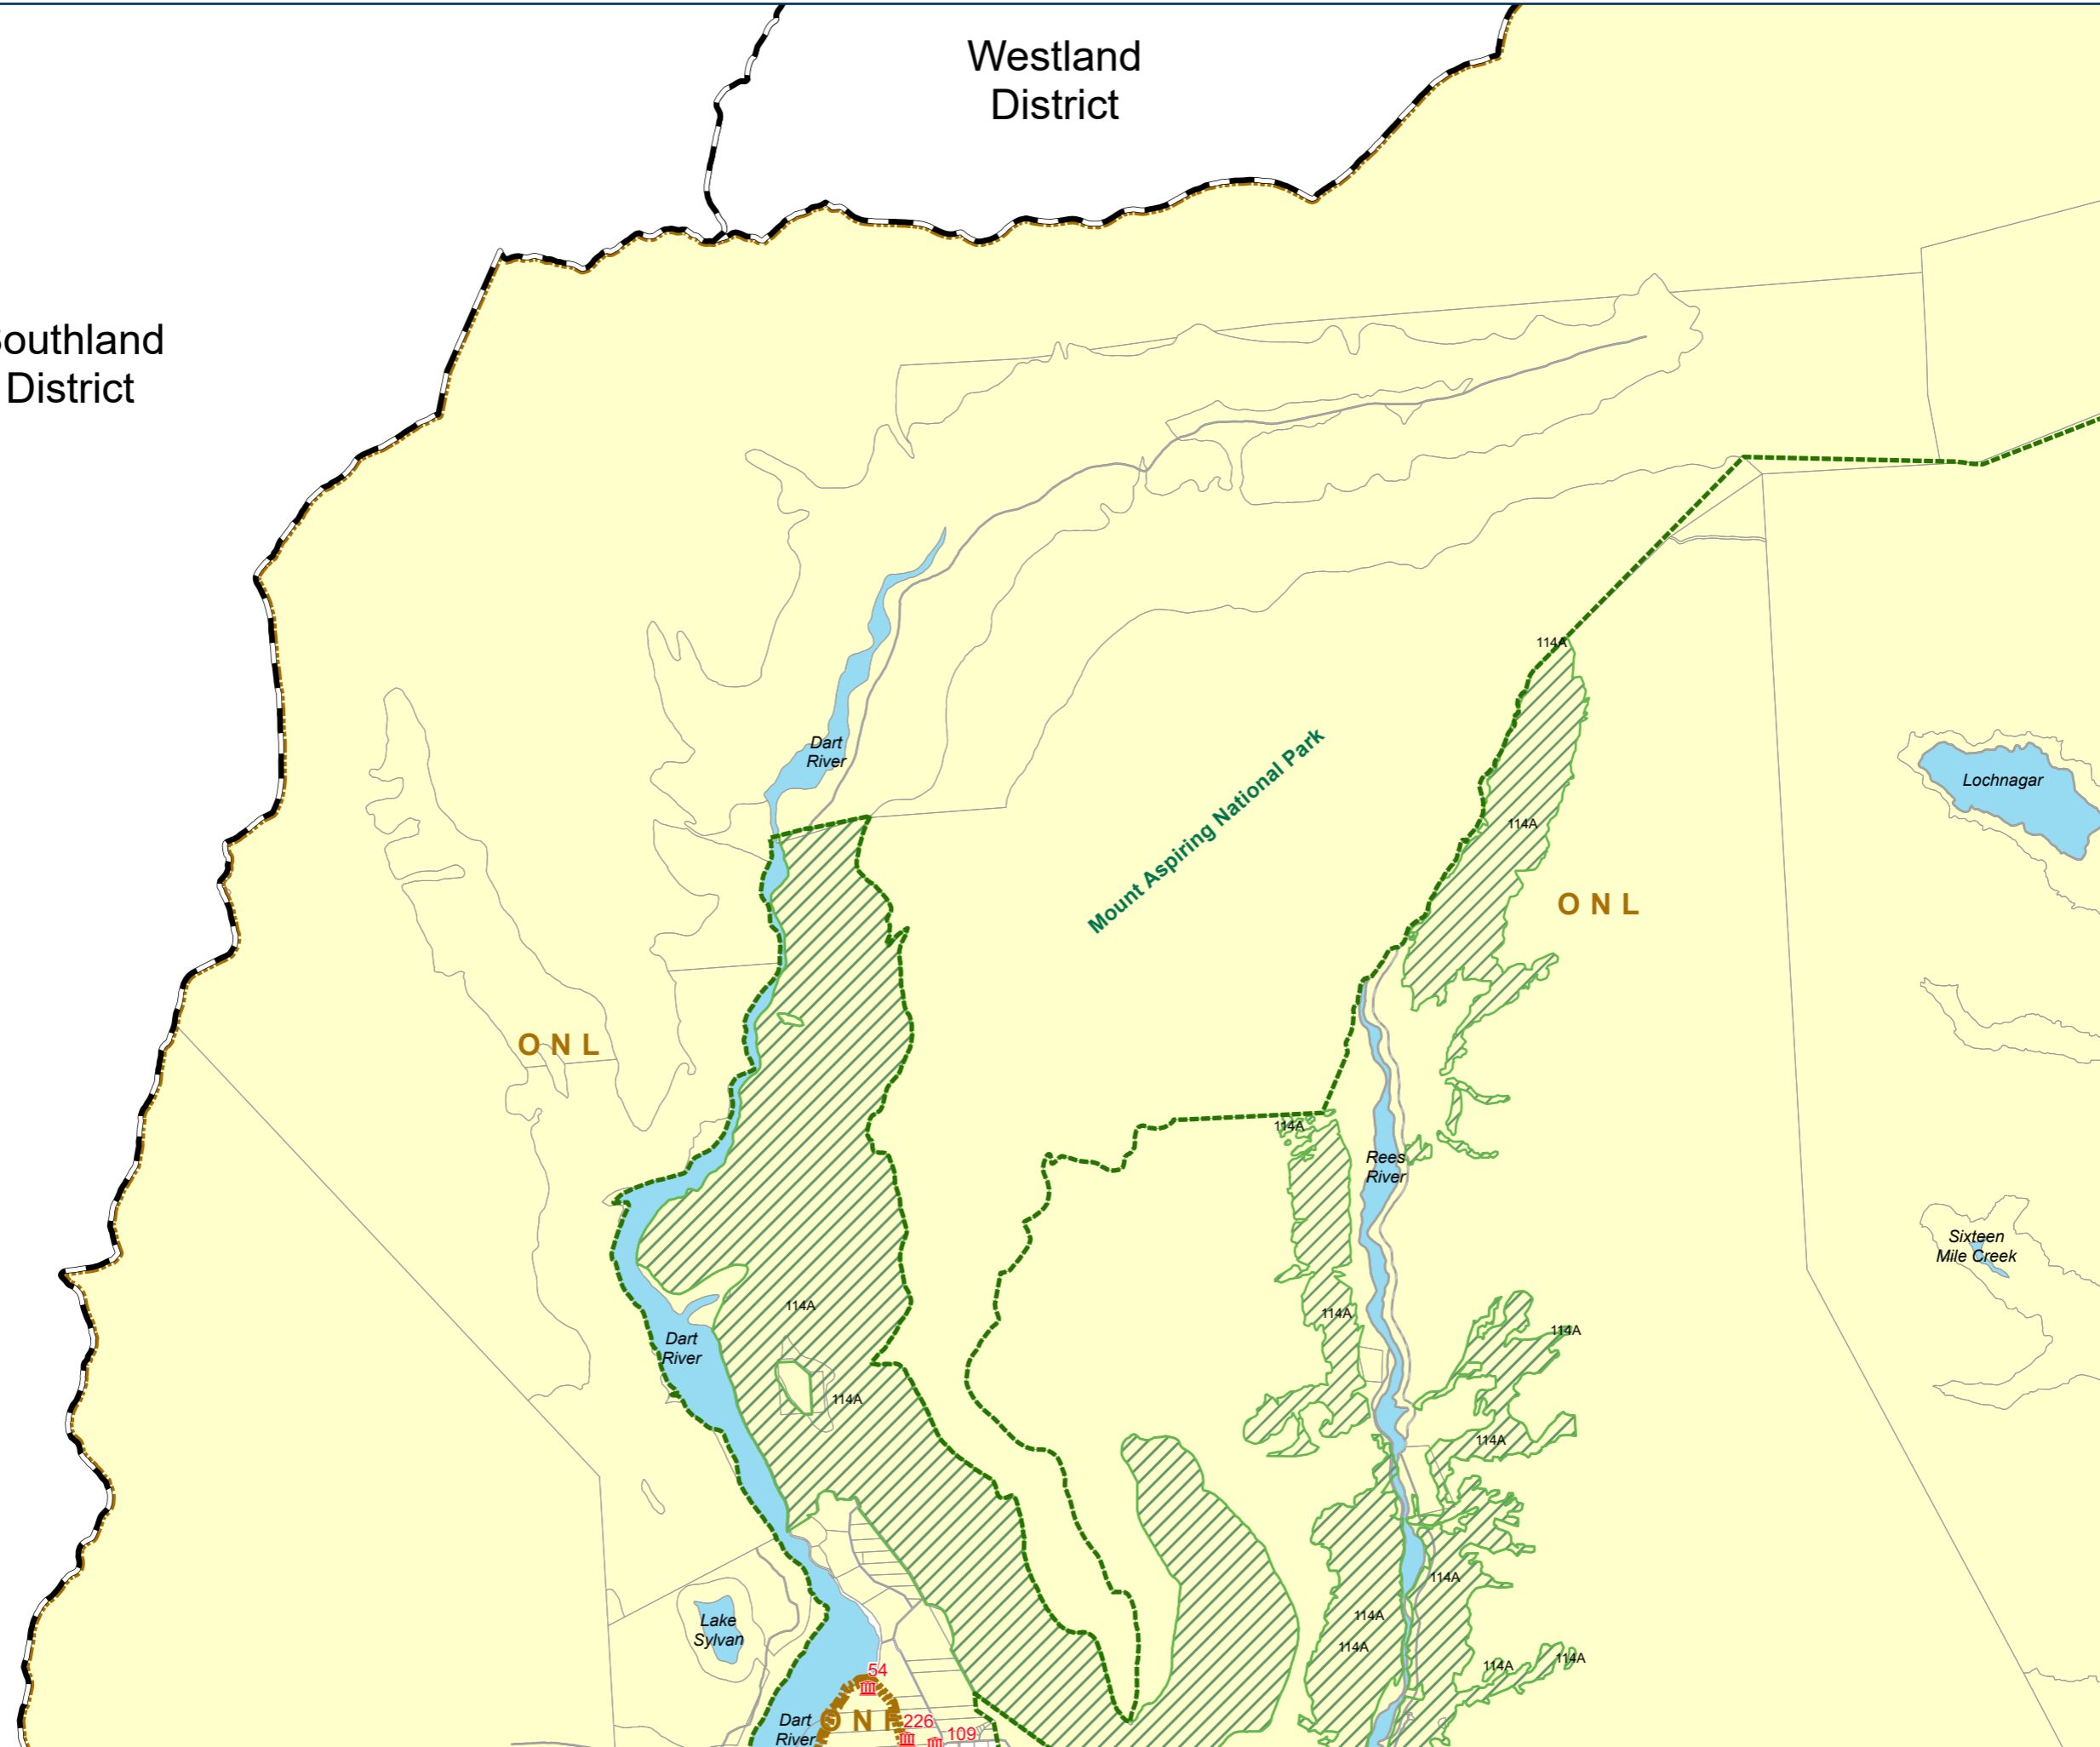 Westland
District
outhland
District
114A
Dart
River
Mount Aspiring National Park
Lochnagar
114A
O N L
O N L
114A
Rees
River
Sixteen
Mile Creek
114A
114A
114A
Dart
River
114A
114A
114A
114A
Lake
Sylvan
114A
114A
114A
54
Dart
River
O N
226
109